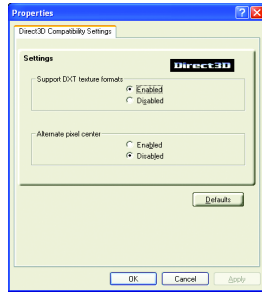 Properties
Direct3D Compatibility Settings
Settings
Direct3D
Support DXT texture formats
Enabled
Disabled
Alternate pixel center
Enabled
Disabled
Defaults
OK Cancel Apply